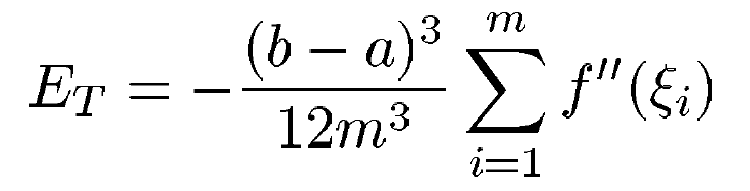 E_T = -\frac{(b-a)^3}{12m^3} \sum_{i=1}^{m} f''(\xi_i)